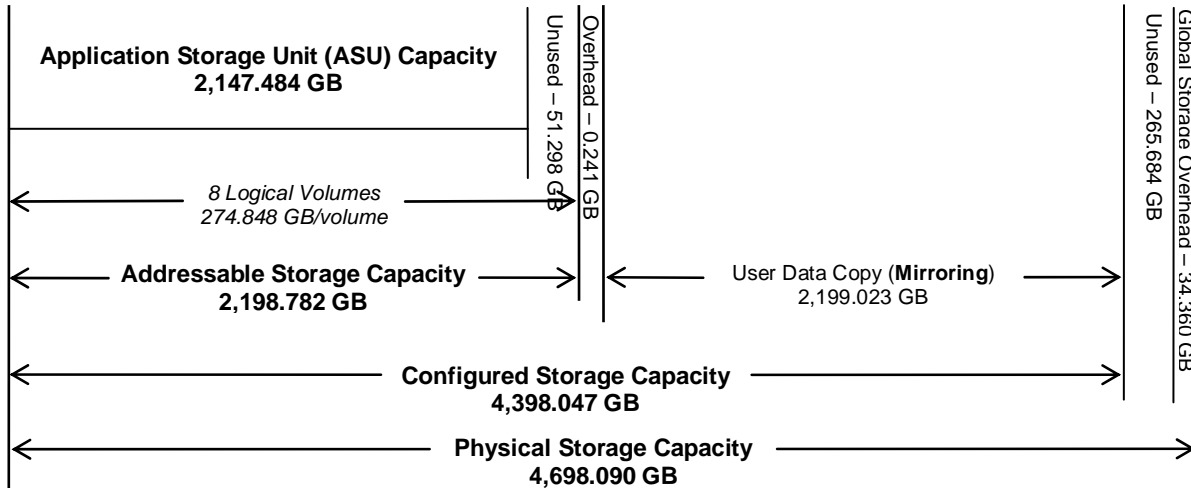 Application Storage Unit (ASU) Capacity
2,147.484 GB
Unused – 51.298 GB
Overhead – 0.241 GB
Unused – 265.684 GB
Global Storage Overhead – 34.360 GB
8 Logical Volumes
274.848 GB/volume
Addressable Storage Capacity
2,198.782 GB
User Data Copy (Mirroring)
2,199.023 GB
Configured Storage Capacity
4,398.047 GB
Physical Storage Capacity
4,698.090 GB